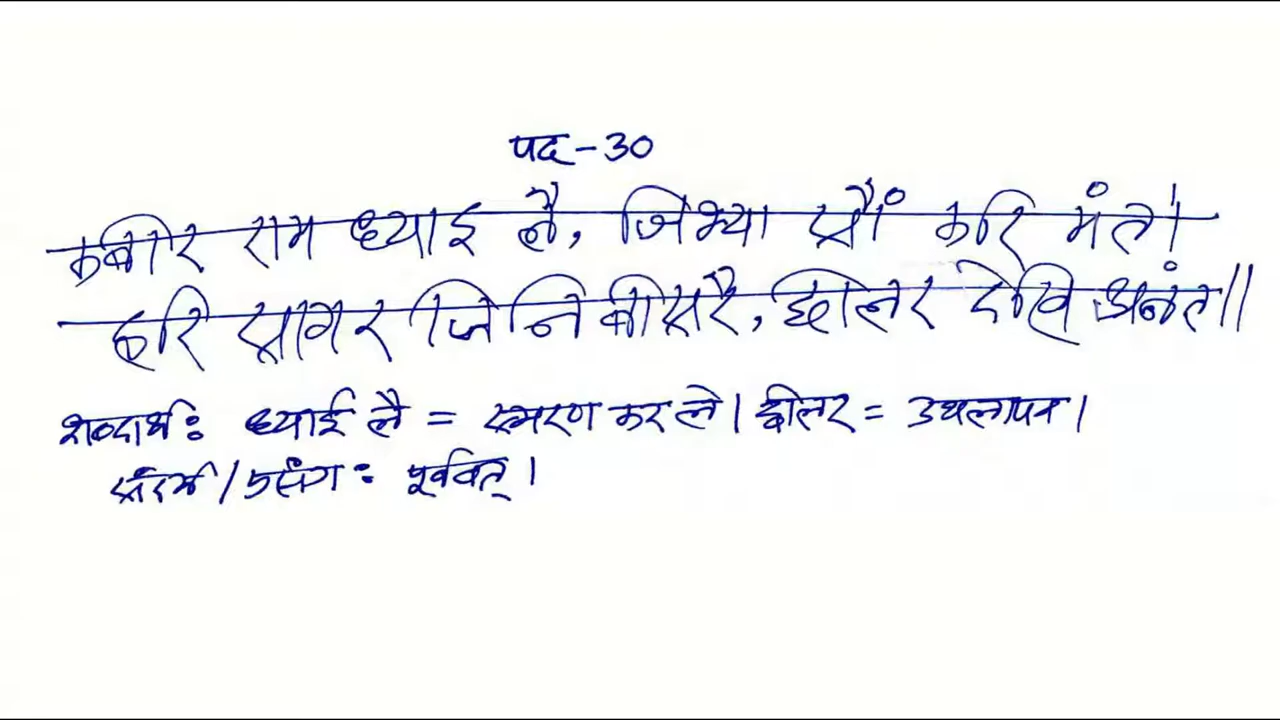 पद - 30
कबीर राम ध्याइ लै, जिभ्या सौं करि मंत।
हरि सागर जिनि बीसरै, छीलर देखि अनंत॥
शब्दार्थ : ध्याई लै = स्मरण कर ले। छीलर = उथलापन।
संदर्भ / प्रसंग : पूर्ववत्।